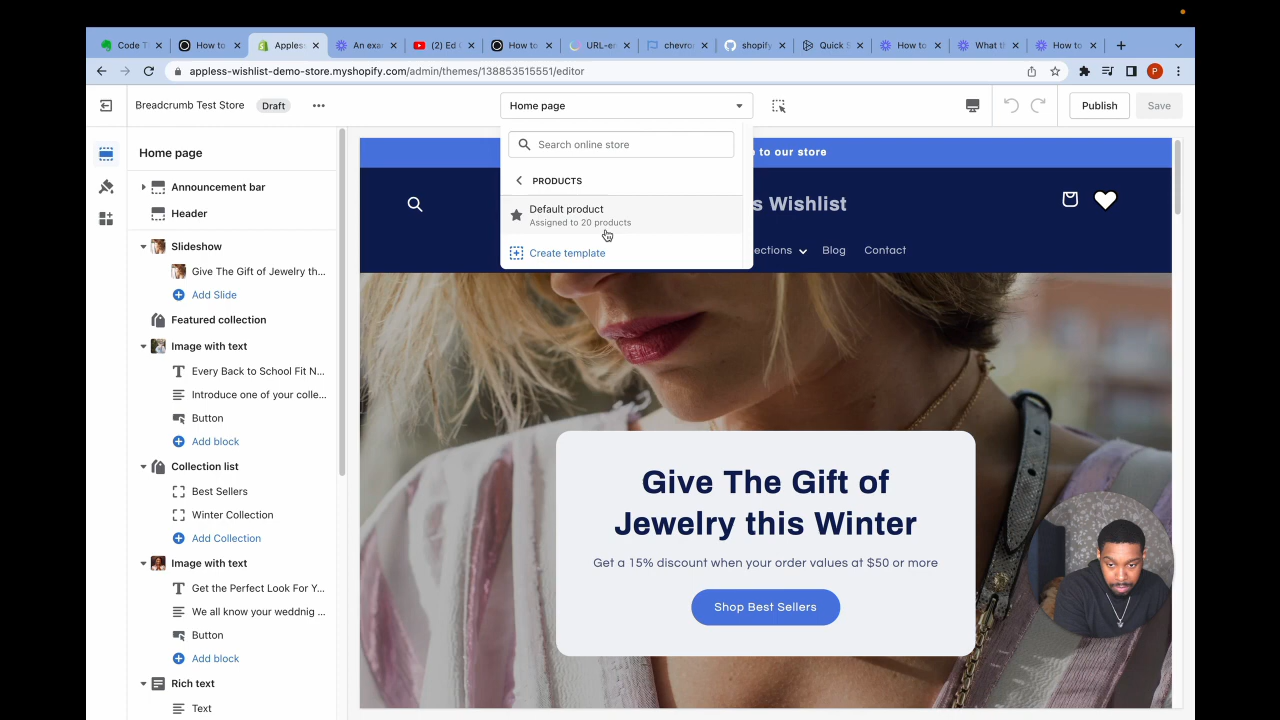 Code T
How to
Apples
An exa
(2) Ed
How to
URL-e
chevro
shopify
Quick S
How to
What t
How to
appless-wishlist-demo-store.myshopify.com/admin/themes/138853515551/editor
P
Breadcrumb Test Store
Draft
Home page
Publish
Save
Home page
Announcement bar
Header
Slideshow
Give The Gift of Jewelry th...
Add Slide
Featured collection
Image with text
Every Back to School Fit N...
Introduce one of your colle...
Button
Add block
Collection list
Best Sellers
Winter Collection
Add Collection
Image with text
Get the Perfect Look For Y...
We all know your weddnig ...
Button
Add block
Rich text
Text
Search online store
PRODUCTS
Default product
Assigned to 20 products
Create template
to our store
s Wishlist
ections
Blog
Contact
Give The Gift of
Jewelry this Winter
Get a 15% discount when your order values at $50 or more
Shop Best Sellers